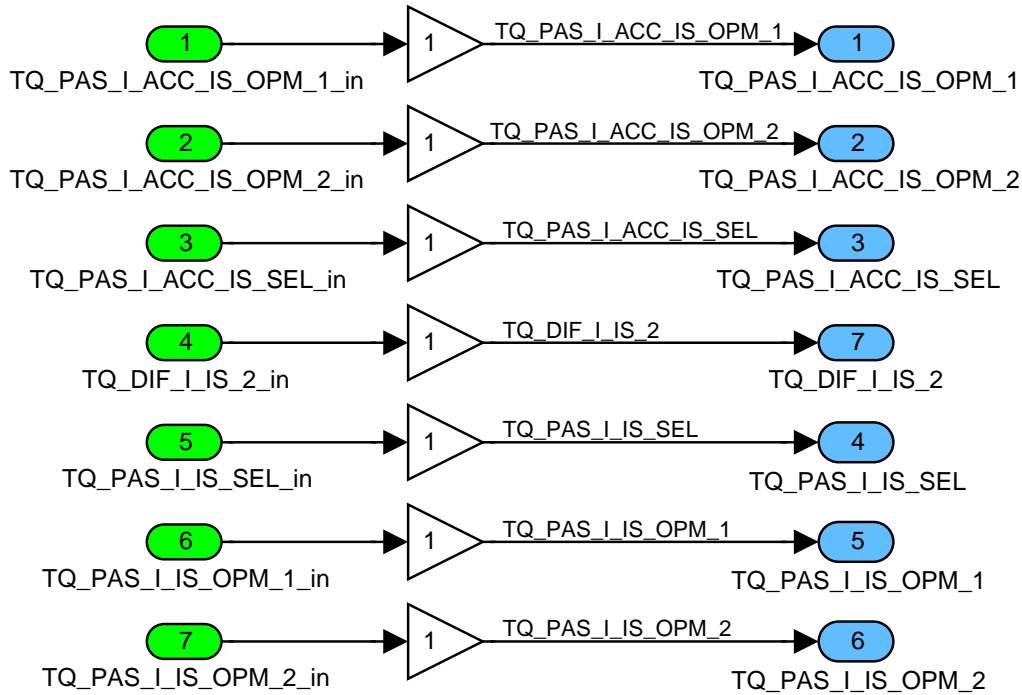 1
1
TQ_PAS_I_ACC_IS_OPM_1
1
TQ_PAS_I_ACC_IS_OPM_1_in
TQ_PAS_I_ACC_IS_OPM_1
2
1
TQ_PAS_I_ACC_IS_OPM_2
2
TQ_PAS_I_ACC_IS_OPM_2_in
TQ_PAS_I_ACC_IS_OPM_2
3
1
TQ_PAS_I_ACC_IS_SEL
3
TQ_PAS_I_ACC_IS_SEL_in
TQ_PAS_I_ACC_IS_SEL
4
1
TQ_DIF_I_IS_2
7
TQ_DIF_I_IS_2_in
TQ_DIF_I_IS_2
5
1
TQ_PAS_I_IS_SEL
4
TQ_PAS_I_IS_SEL_in
TQ_PAS_I_IS_SEL
6
1
TQ_PAS_I_IS_OPM_1
5
TQ_PAS_I_IS_OPM_1_in
TQ_PAS_I_IS_OPM_1
7
1
TQ_PAS_I_IS_OPM_2
6
TQ_PAS_I_IS_OPM_2_in
TQ_PAS_I_IS_OPM_2